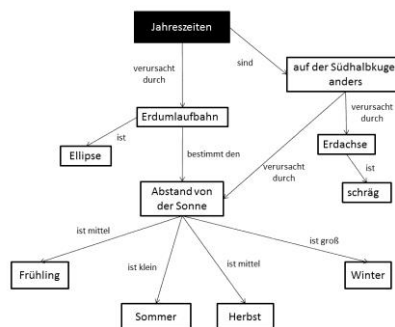 Jahreszeiten
verursacht
durch
sind
auf der Südhalbkuge
anders
Erdumlaufbahn
verursacht
durch
ist
Erdachse
Ellipse
bestimmt den
verursacht
durch
ist
Abstand von
der Sonne
schräg
ist mittel
ist groß
Frühling
ist klein
ist mittel
Winter
Sommer
Herbst